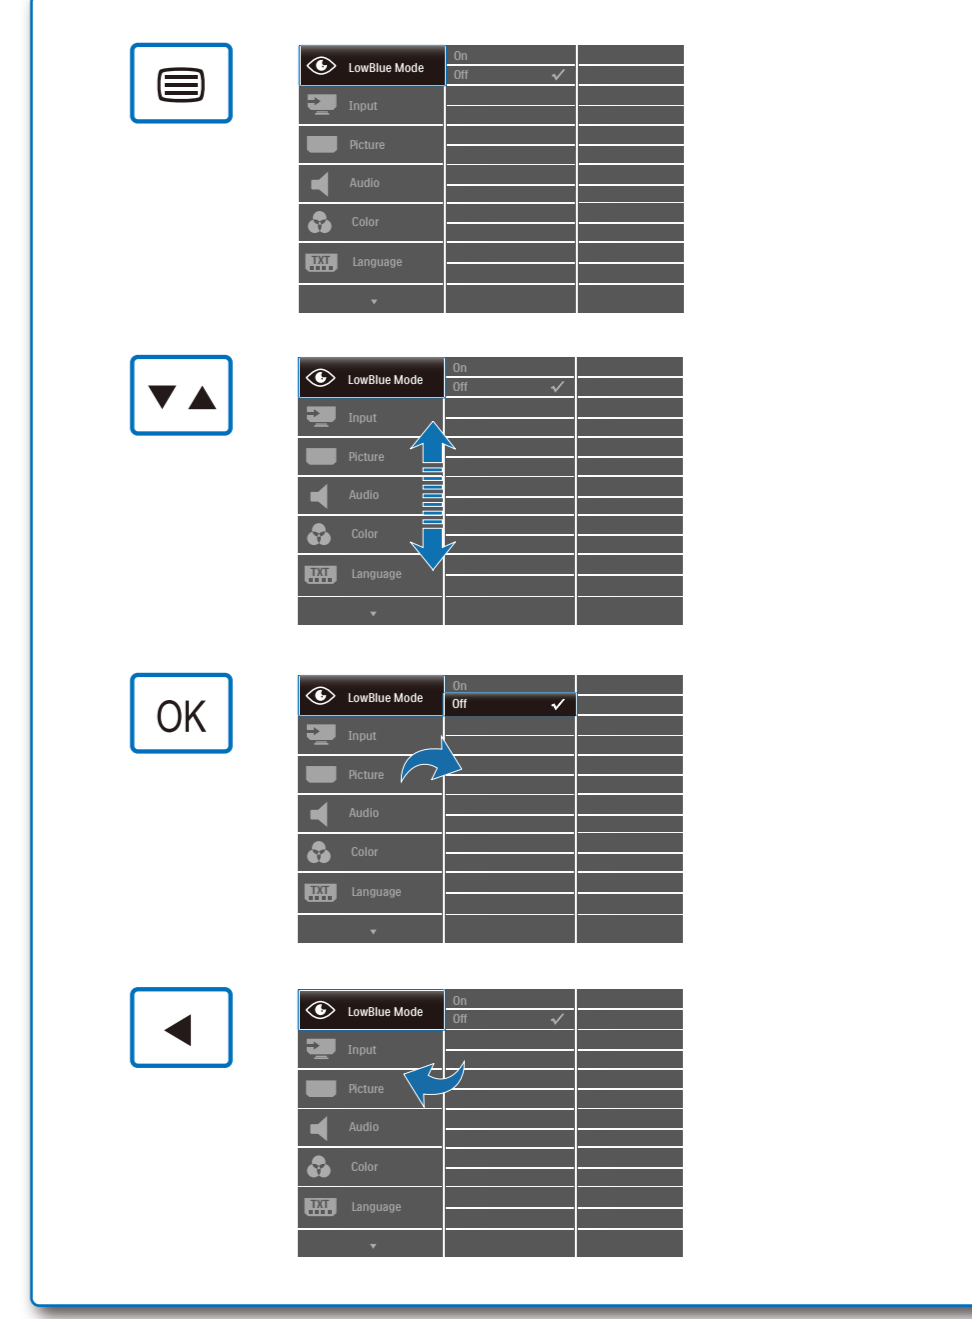 On
LowBlue Mode
Off
Input
Picture
Audio
Color
TXT
Language
On
LowBlue Mode
Off
Input
Picture
Audio
Color
TXT
Language
OK
On
LowBlue Mode
Off
Input
Picture
Audio
Color
TXT
Language
On
LowBlue Mode
Off
Input
Picture
Audio
Color
TXT
Language